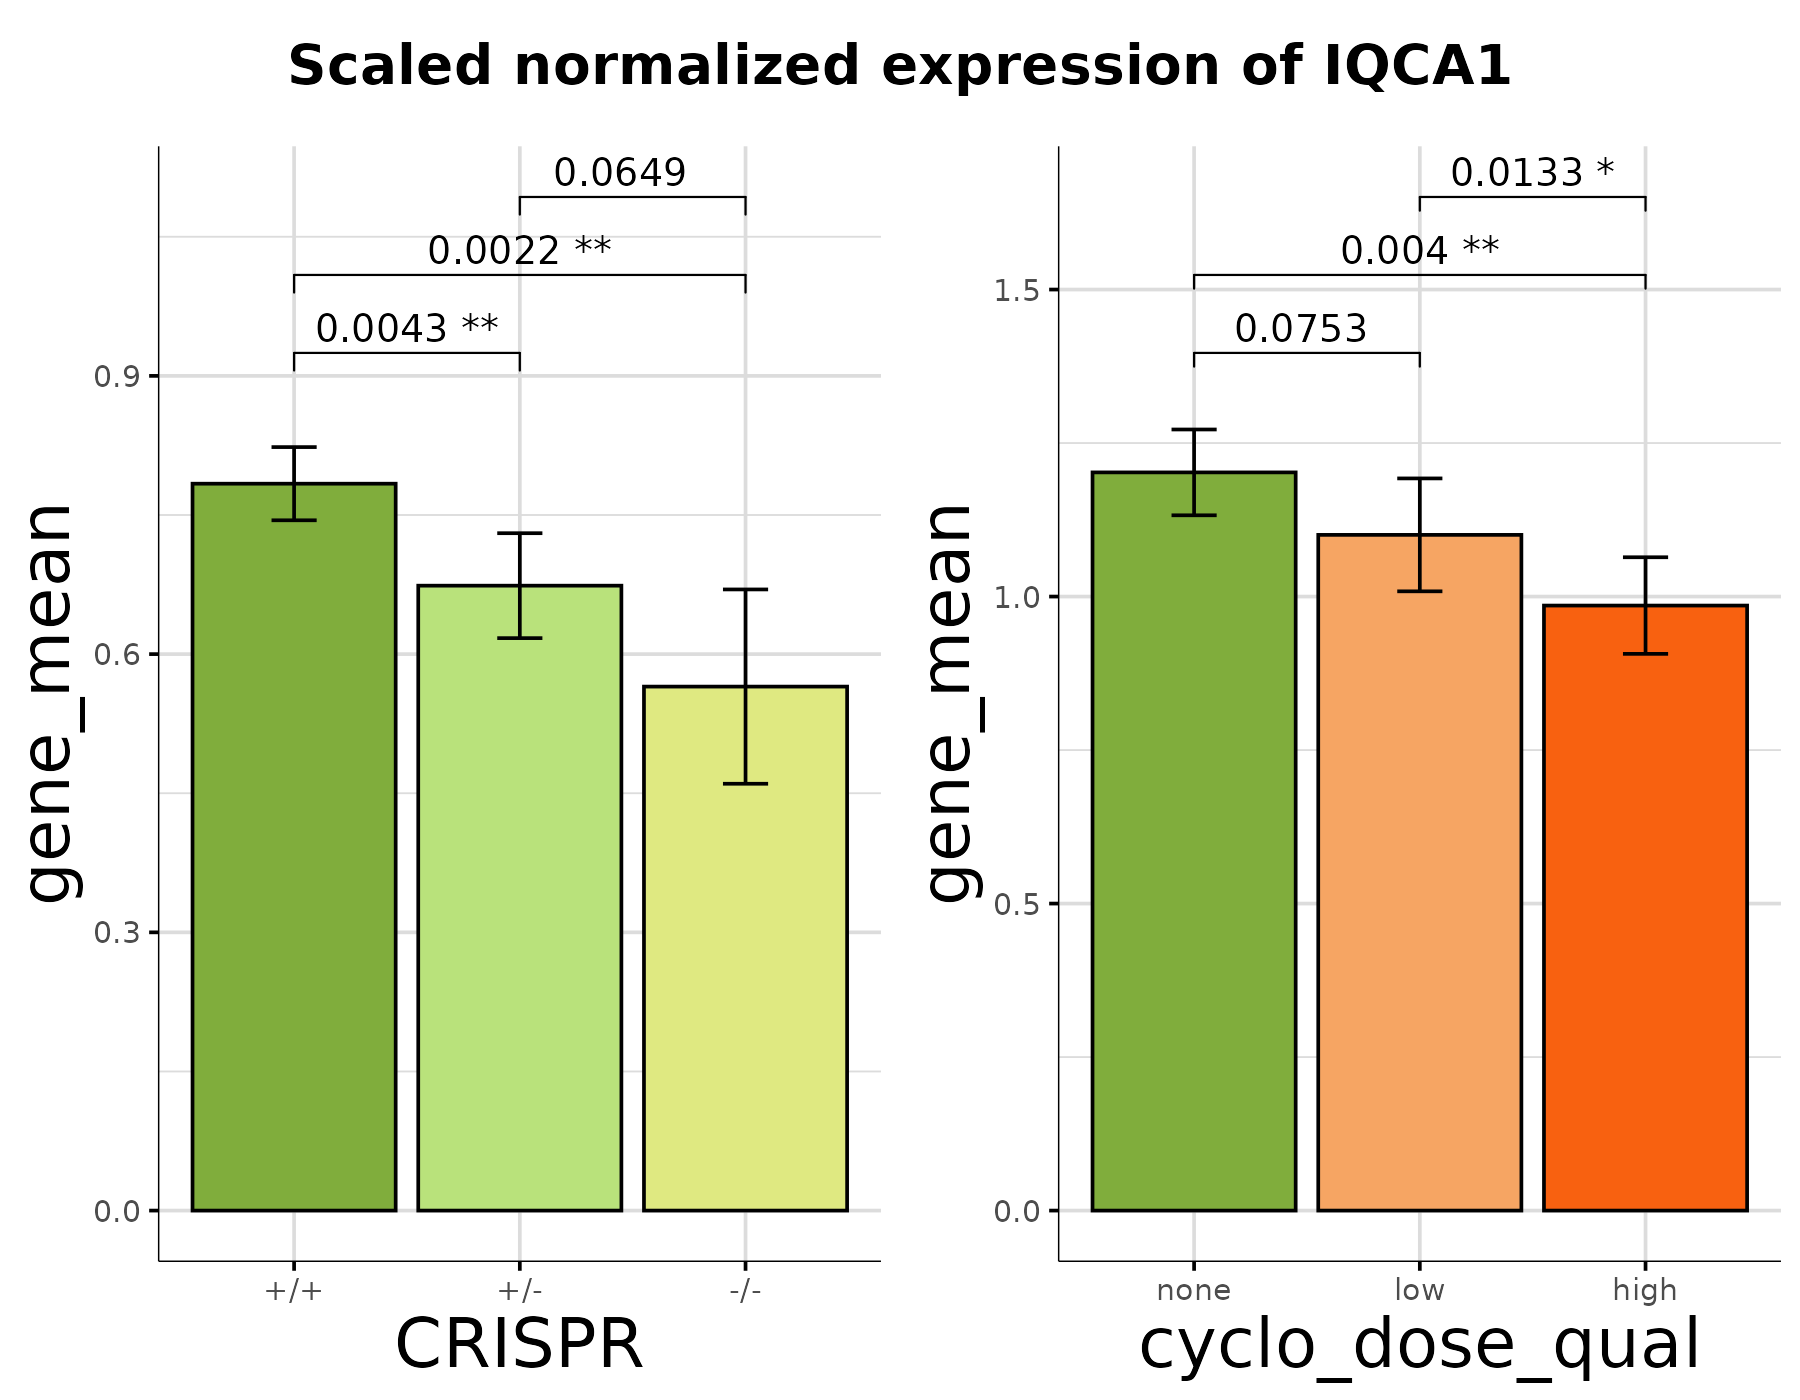 Scaled normalized expression of IQCA1
gene_mean
0.9
0.6
0.3
0.0
0.0649
0.0022 **
0.0043 **
+/+
+/-
-/-
CRISPR
gene_mean
1.5
1.0
0.5
0.0
0.0133 *
0.004 **
0.0753
none
low
high
cyclo_dose_qual